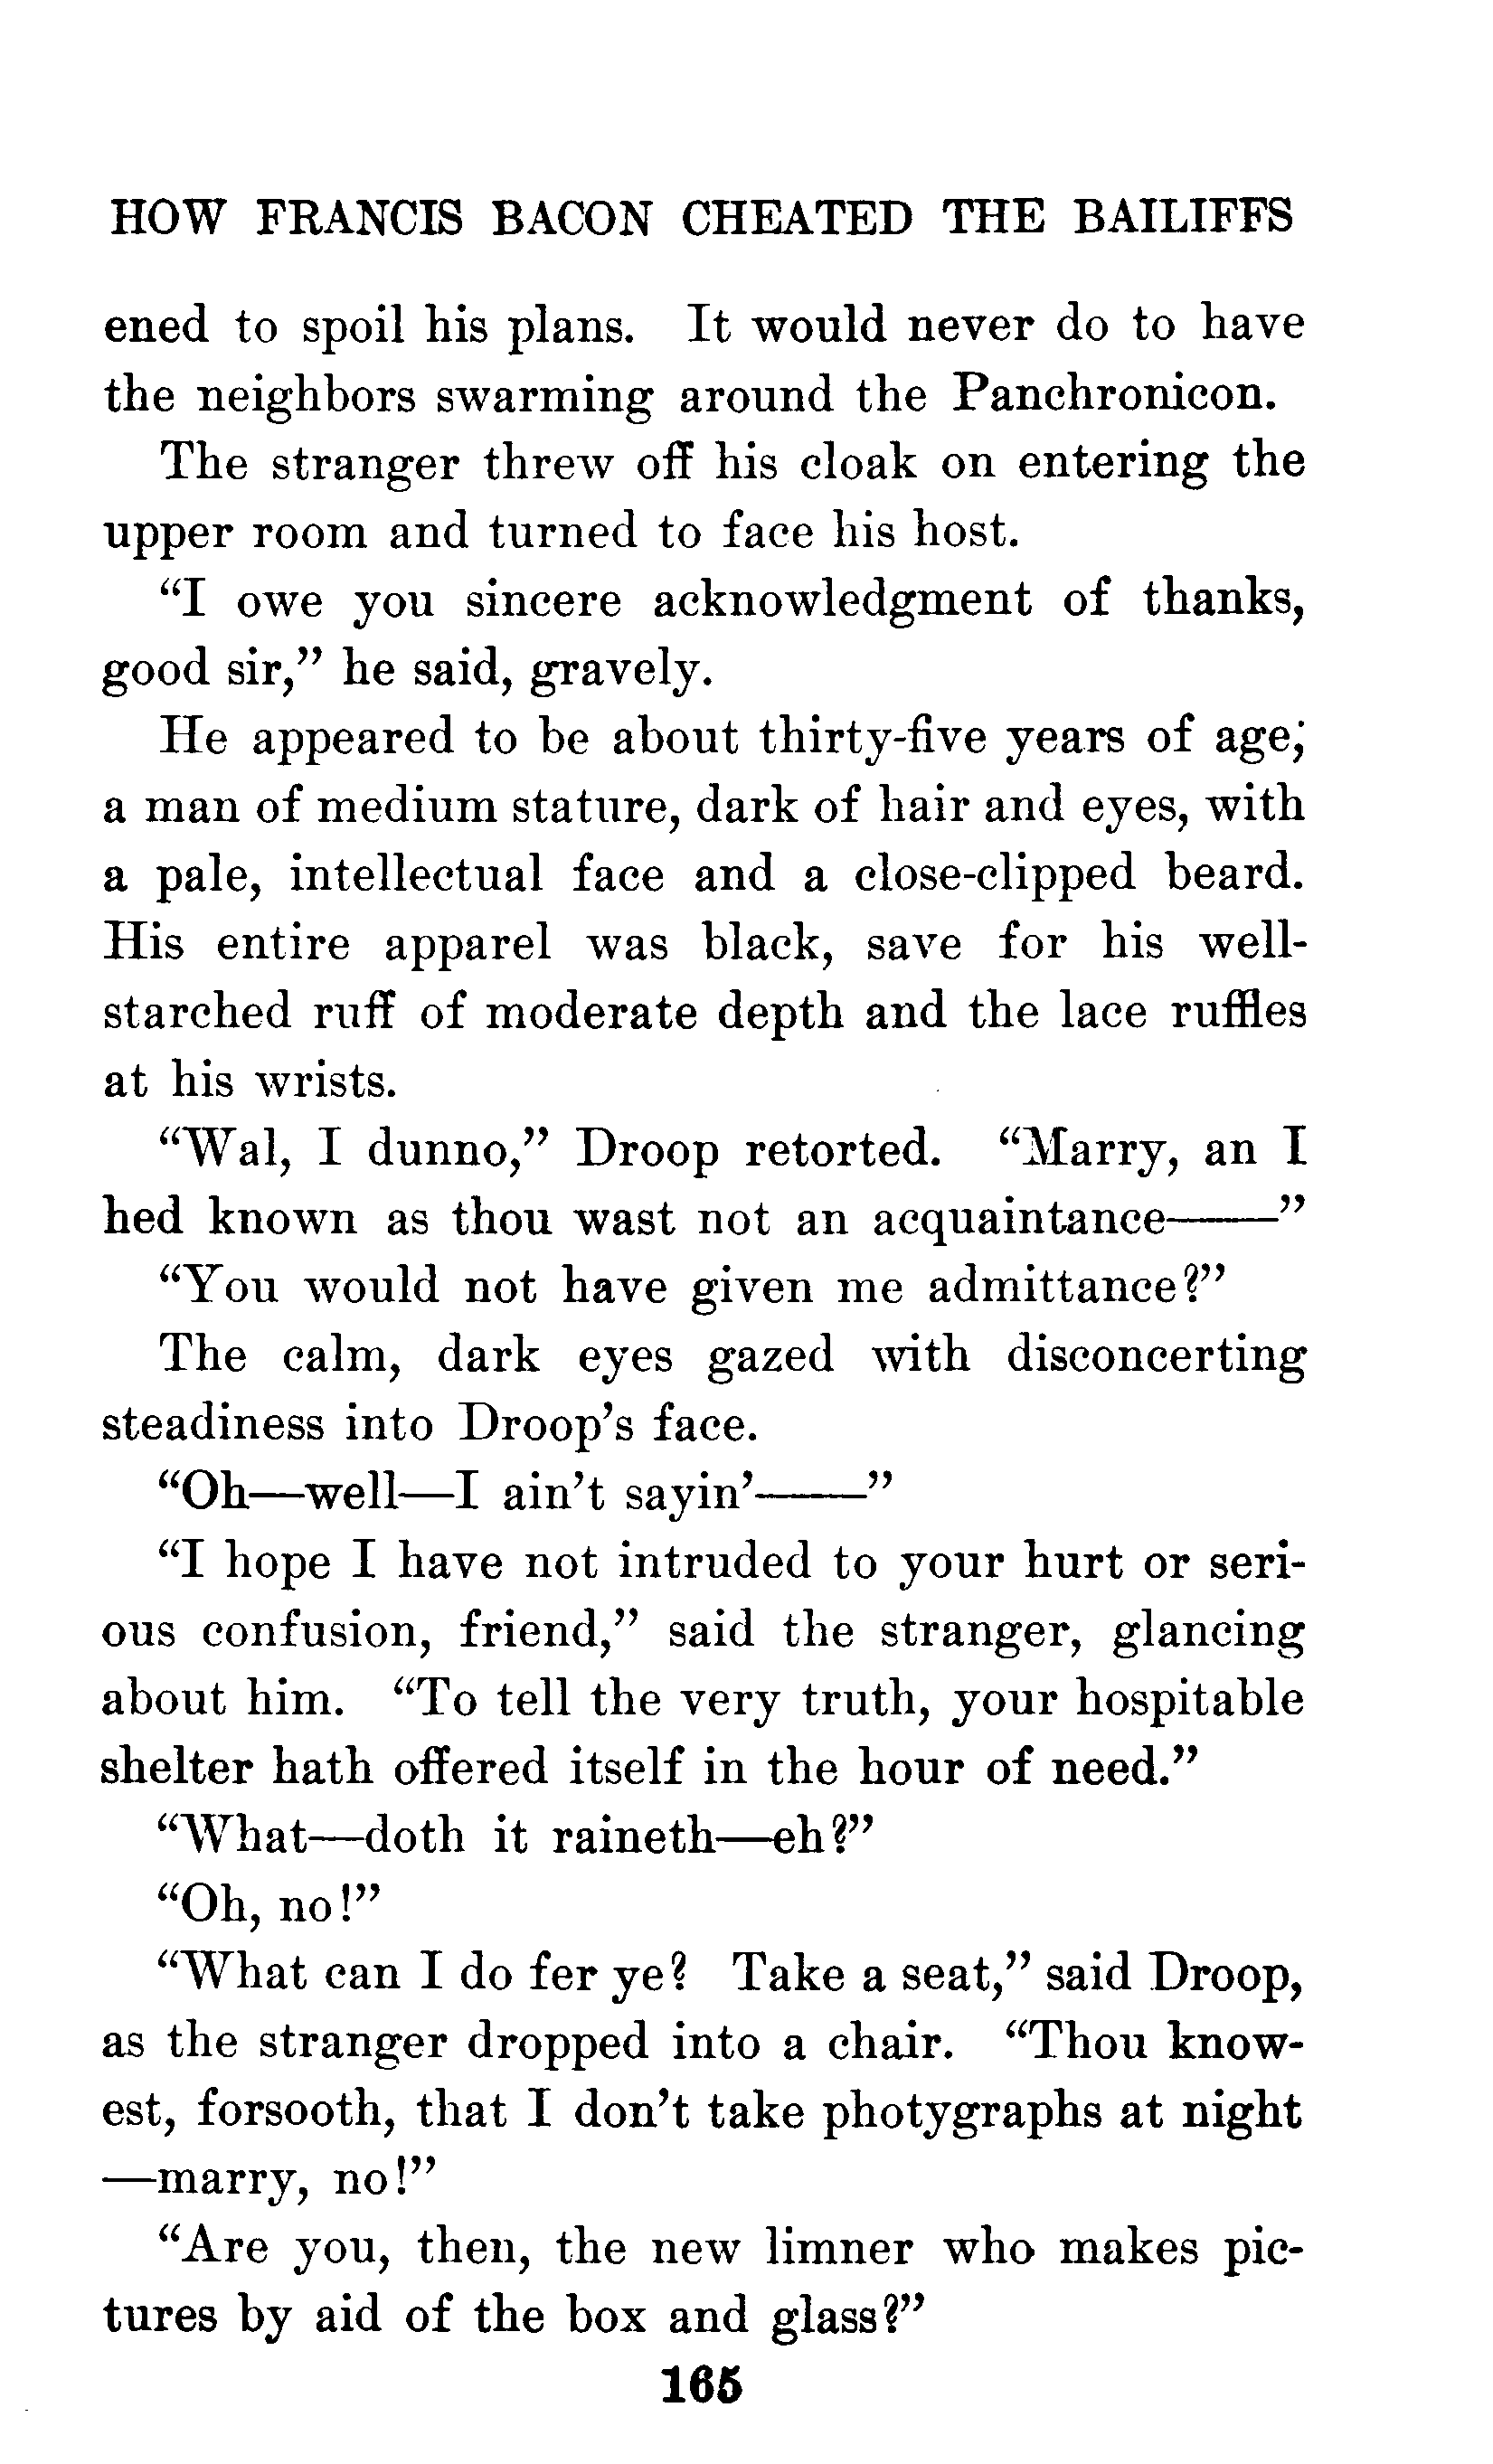 HOW FRANCIS BACON CHEATED THE BAILIFFS
ened to spoil his plans. It would never do to have
the neighbors swarming around the Panchronicon.
The stranger threw off his cloak on entering the
upper room and turned to face his host.
“I owe you sincere acknowledgment of thanks,
good sir,” he said, gravely.
He appeared to be about thirty-five years of age;
a man of medium stature, dark of hair and eyes, with
a pale, intellectual face and a close-clipped beard.
His entire apparel was black, save for his well-
starched ruff of moderate depth and the lace ruffles
at his wrists.
“Wal, I dunno,” Droop retorted. “Marry, an I
hed known as thou wast not an acquaintance——”
“You would not have given me admittance?”
The calm, dark eyes gazed with disconcerting
steadiness into Droop’s face.
“Oh—well—I ain’t sayin’——”
“I hope I have not intruded to your hurt or seri-
ous confusion, friend,” said the stranger, glancing
about him. “To tell the very truth, your hospitable
shelter hath offered itself in the hour of need.”
“What—doth it raineth—eh?”
“Oh, no!”
“What can I do fer ye? Take a seat,” said Droop,
as the stranger dropped into a chair. “Thou know-
est, forsooth, that I don’t take photygraphs at night
—marry, no!”
“Are you, then, the new limner who makes pic-
tures by aid of the box and glass?”
165